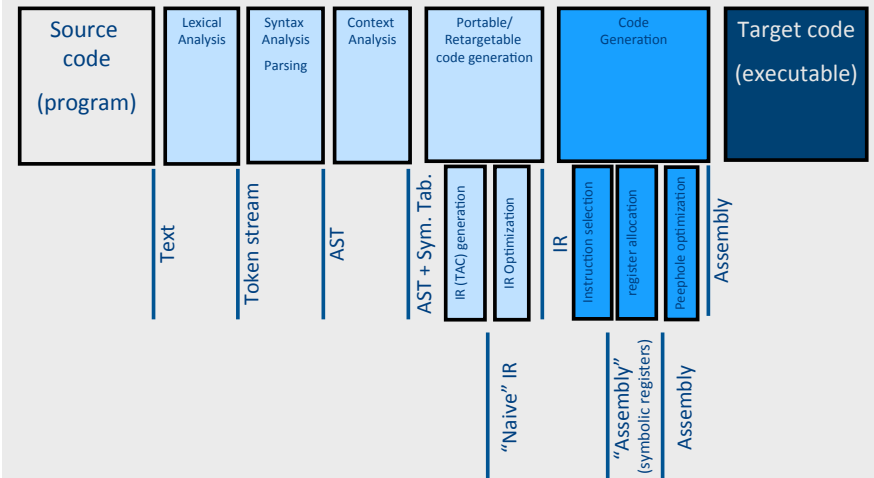 Source
code
(program)
Lexical
Analysis
Syntax
Analysis
Parsing
Context
Analysis
Portable/
Retargetable
code generation
Code
Generation
Target code
(executable)
Text
Token stream
AST
AST + Sym. Tab.
IR (TAC) generation
IR Optimization
IR
Instruction selection
register allocation
Peephole optimization
Assembly
“Naive” IR
“Assembly”
(symbolic registers)
Assembly